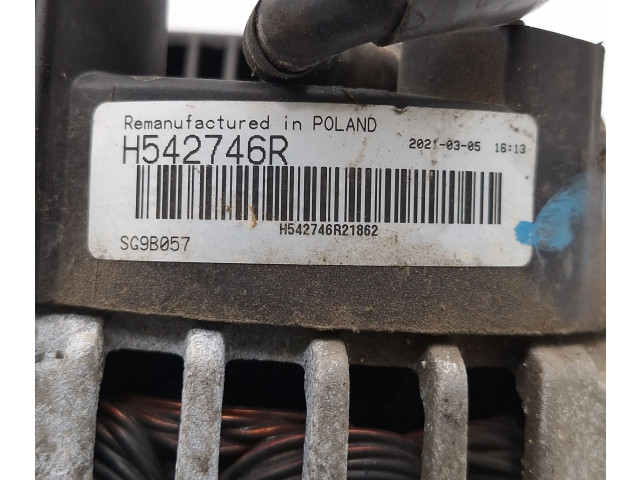 Remanufactured in POLAND
H542746R 2021-03-05 16:13
H542746R21862
SG9B057